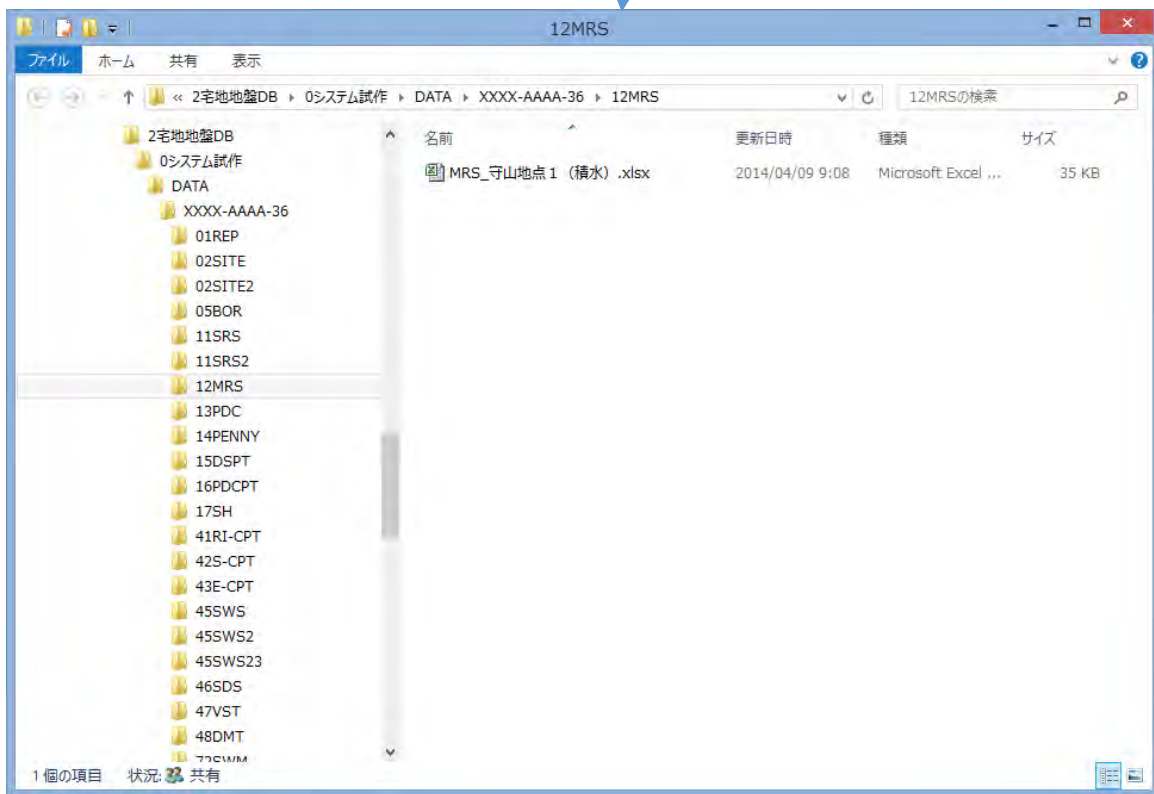 12MRS
ファイル ホーム 共有 表示
« 2宅地地盤DB ▸ 0システム試作 ▸ DATA ▸ XXXX-AAAA-36 ▸ 12MRS 12MRSの検索
名前 更新日時 種類 サイズ
MRS_守山地点1（積水）.xlsx 2014/04/09 9:08 Microsoft Excel ... 35 KB
2宅地地盤DB
0システム試作
DATA
XXXX-AAAA-36
01REP
02SITE
02SITE2
05BOR
11SRS
11SRS2
12MRS
13PDC
14PENNY
15DSPT
16PDCPT
17SH
41RI-CPT
42S-CPT
43E-CPT
45SWS
45SWS2
45SWS23
46SDS
47VST
48DMT
72SWM
1個の項目 状況: 共有